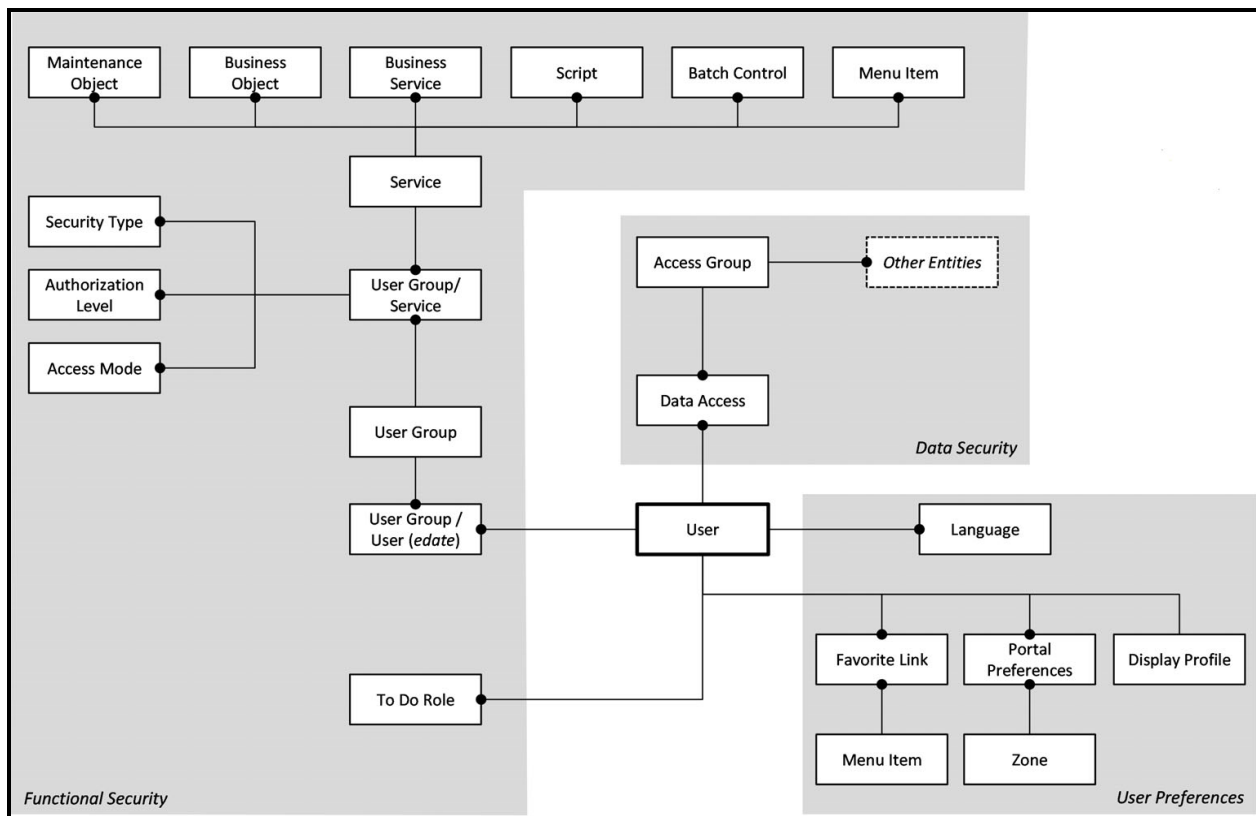 Maintenance
Object
Business
Object
Business
Service
Script
Batch Control
Menu Item
Service
Security Type
Authorization
Level
Access Mode
User Group/
Service
User Group
User Group /
User (edate)
To Do Role
Functional Security
Access Group
Other Entities
Data Access
Data Security
User
Language
Favorite Link
Portal
Preferences
Display Profile
Menu Item
Zone
User Preferences